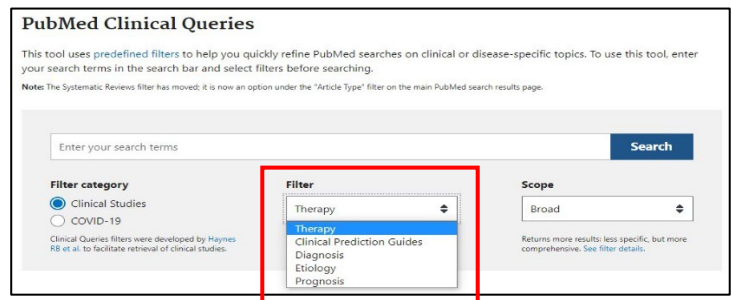 PubMed Clinical Queries
This tool uses predefined filters to help you quickly refine PubMed searches on clinical or disease-specific topics. To use this tool, enter
your search terms in the search bar and select filters before searching.
Note: The Systematic Reviews filter has moved; it is now an option under the "Article Type" filter on the main PubMed search results page.
Enter your search terms
Search
Filter category
Clinical Studies
COVID-19
Clinical Queries filters were developed by Haynes
RB et al. to facilitate retrieval of clinical studies.
Filter
Therapy
Therapy
Clinical Prediction Guides
Diagnosis
Etiology
Prognosis
Scope
Broad
Returns more results: less specific, but more
comprehensive. See filter details.